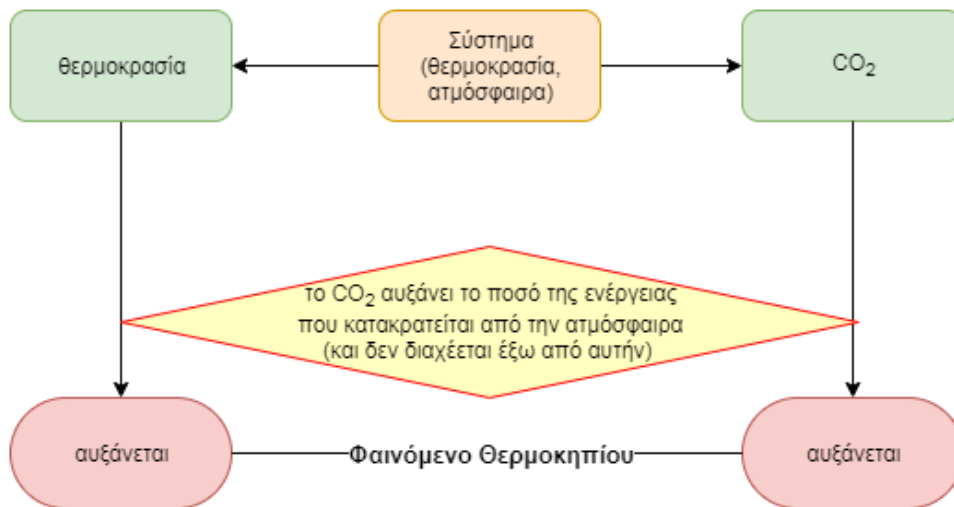 θερμοκρασία
Σύστημα
(θερμοκρασία,
ατμόσφαιρα)
CO₂
το CO₂ αυξάνει το ποσό της ενέργειας
που κατακρατείται από την ατμόσφαιρα
(και δεν διαχέεται έξω από αυτήν)
αυξάνεται
Φαινόμενο Θερμοκηπίου
αυξάνεται